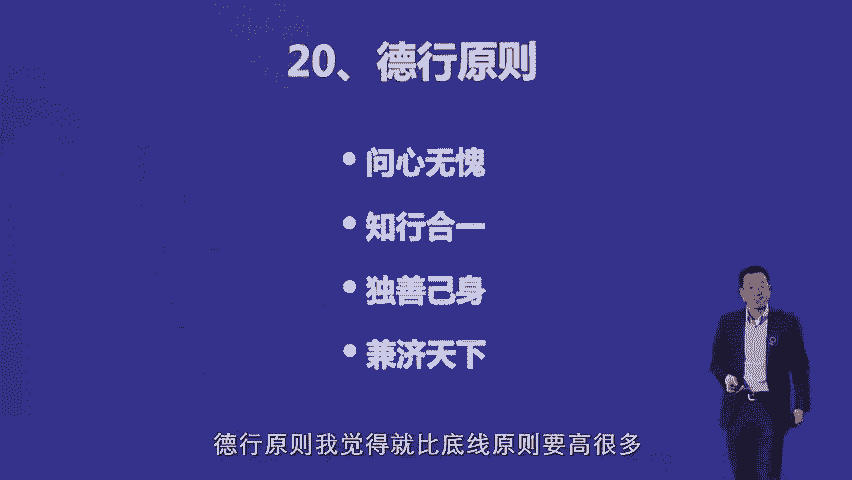 20、德行原则
• 问心无愧
• 知行合一
• 独善己身
• 兼济天下
德行原则我觉得就比底线原则要高很多